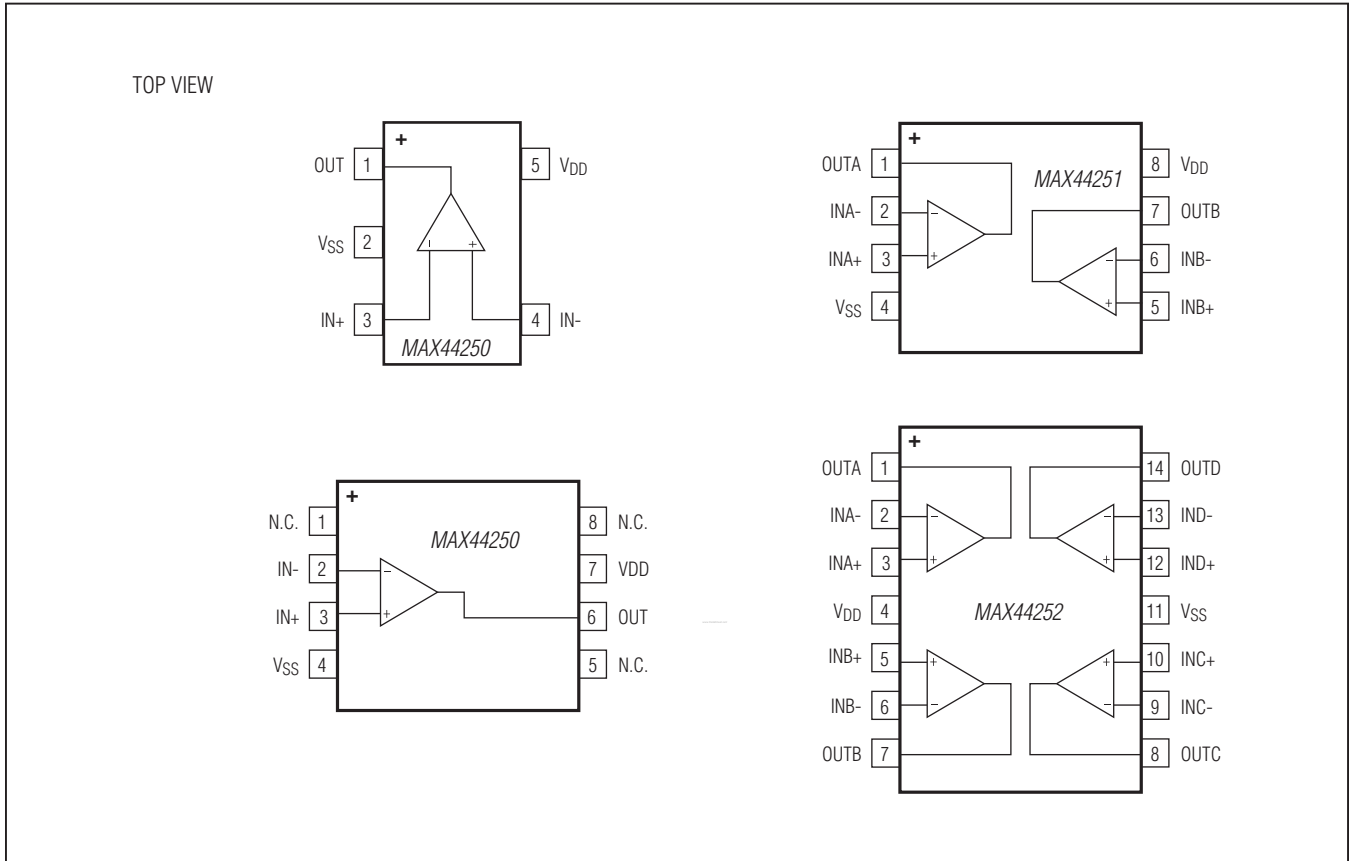 TOP VIEW
+
OUT 1
5 VDD
VSS 2
- +
IN+ 3
4 IN-
MAX44250
+
OUTA 1
8 VDD
MAX44251
INA- 2 -
7 OUTB
INA+ 3 +
- 6 INB-
VSS 4
+ 5 INB+
+
N.C. 1
8 N.C.
MAX44250
IN- 2 -
7 VDD
IN+ 3 +
6 OUT
VSS 4
5 N.C.
+
OUTA 1
14 OUTD
INA- 2 -
- 13 IND-
INA+ 3 +
+ 12 IND+
VDD 4
MAX44252
11 VSS
INB+ 5 +
+ 10 INC+
INB- 6 -
- 9 INC-
OUTB 7
8 OUTC